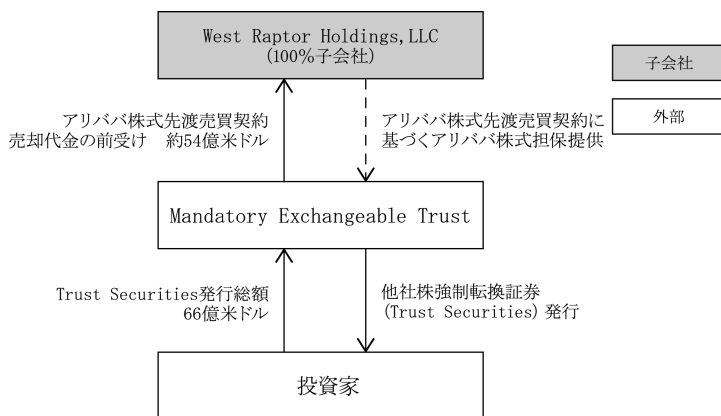 West Raptor Holdings,LLC
(100%子会社)
子会社
外部
アリババ株式先渡売買契約
売却代金の前受け 約54億米ドル
アリババ株式先渡売買契約に
基づくアリババ株式担保提供
Mandatory Exchangeable Trust
Trust Securities発行総額
66億米ドル
他社株強制転換証券
(Trust Securities) 発行
投資家